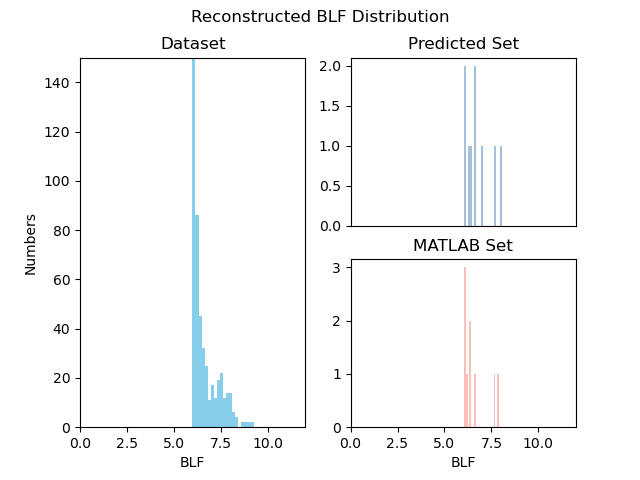 Reconstructed BLF Distribution
Dataset
140
120
100
80
60
40
20
0
Numbers
0.0 2.5 5.0 7.5 10.0
BLF
Predicted Set
2.0
1.5
1.0
0.5
0.0
MATLAB Set
3
2
1
0
0.0 2.5 5.0 7.5 10.0
BLF